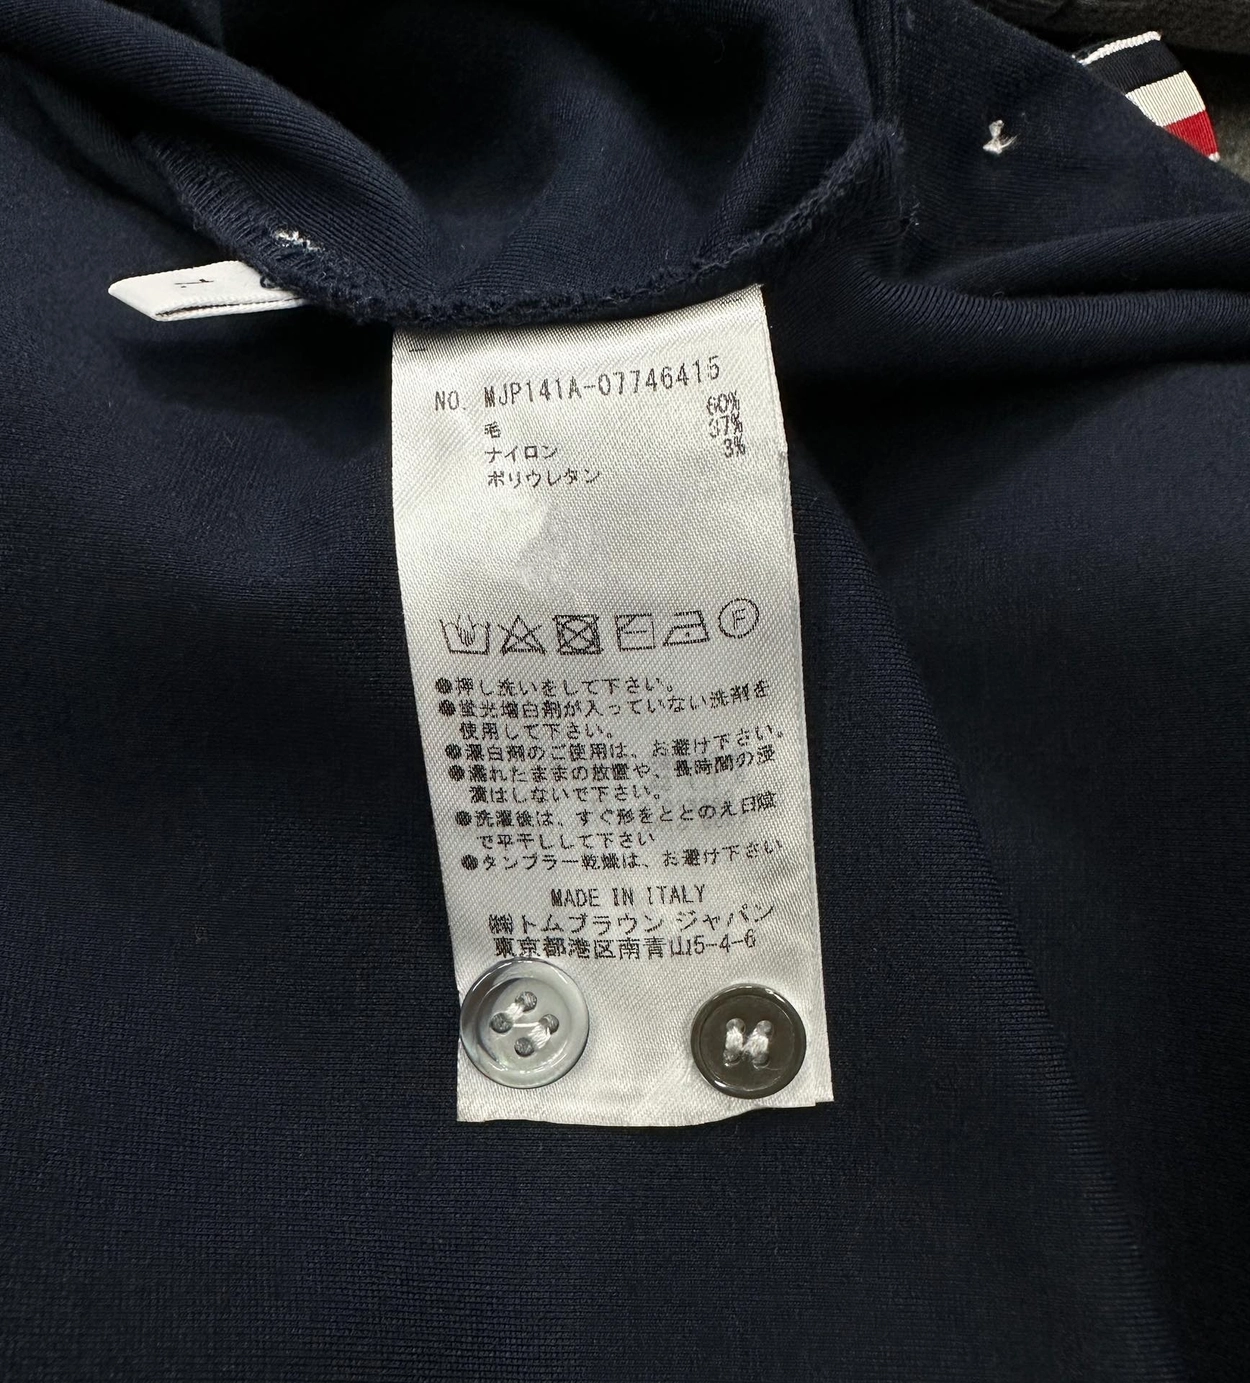 NO. MJP141A-07746415
毛 60%
ナイロン 37%
ポリウレタン 3%
F
●押し洗いをして下さい。
●蛍光増白剤が入っていない洗剤を
使用して下さい。
●漂白剤のご使用は、お避け下さい。
●濡れたままの放置や、長時間の浸
漬はしないで下さい。
●洗濯後は、すぐ形をととのえ日陰
で平干しして下さい
●タンブラー乾燥は、お避け下さい
MADE IN ITALY
㈱トムブラウン ジャパン
東京都港区南青山5-4-6